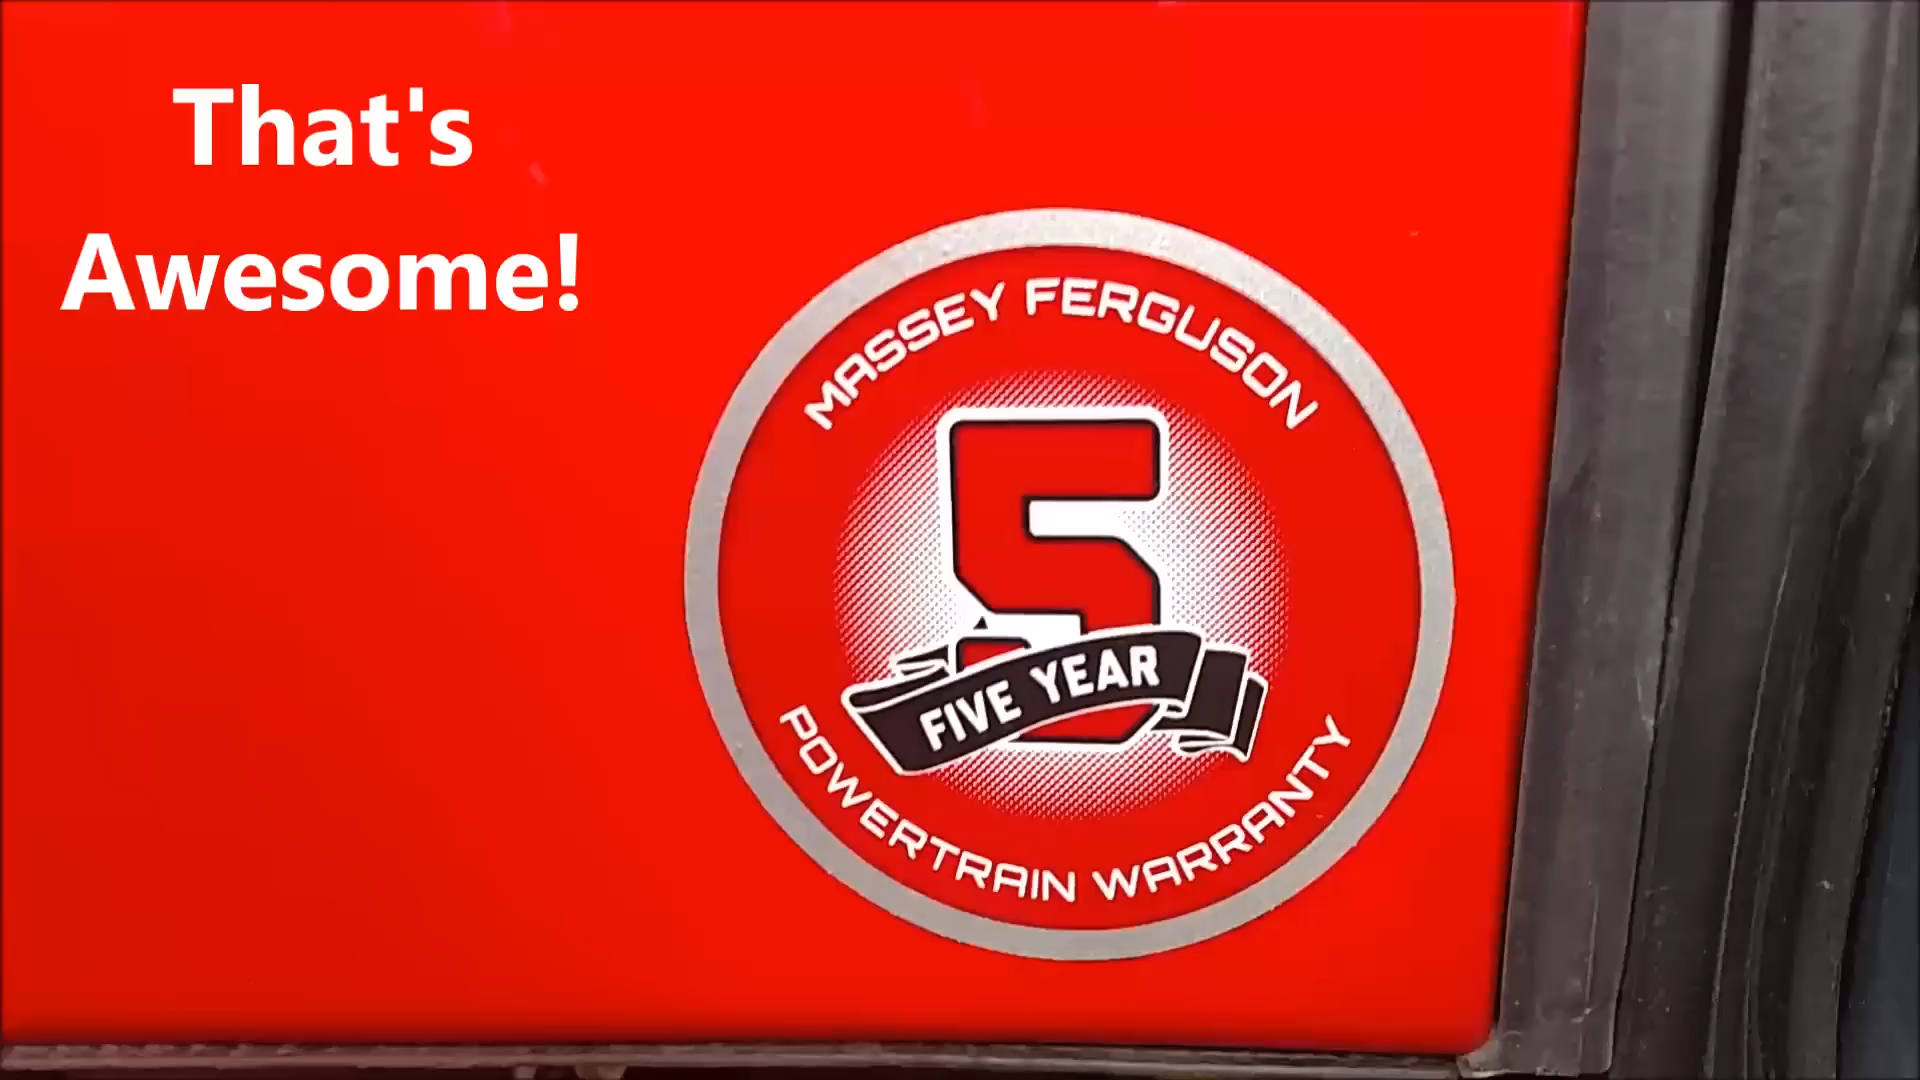 That's
Awesome!
MASSEY FERGUSON
5
FIVE YEAR
POWERTRAIN WARRANTY